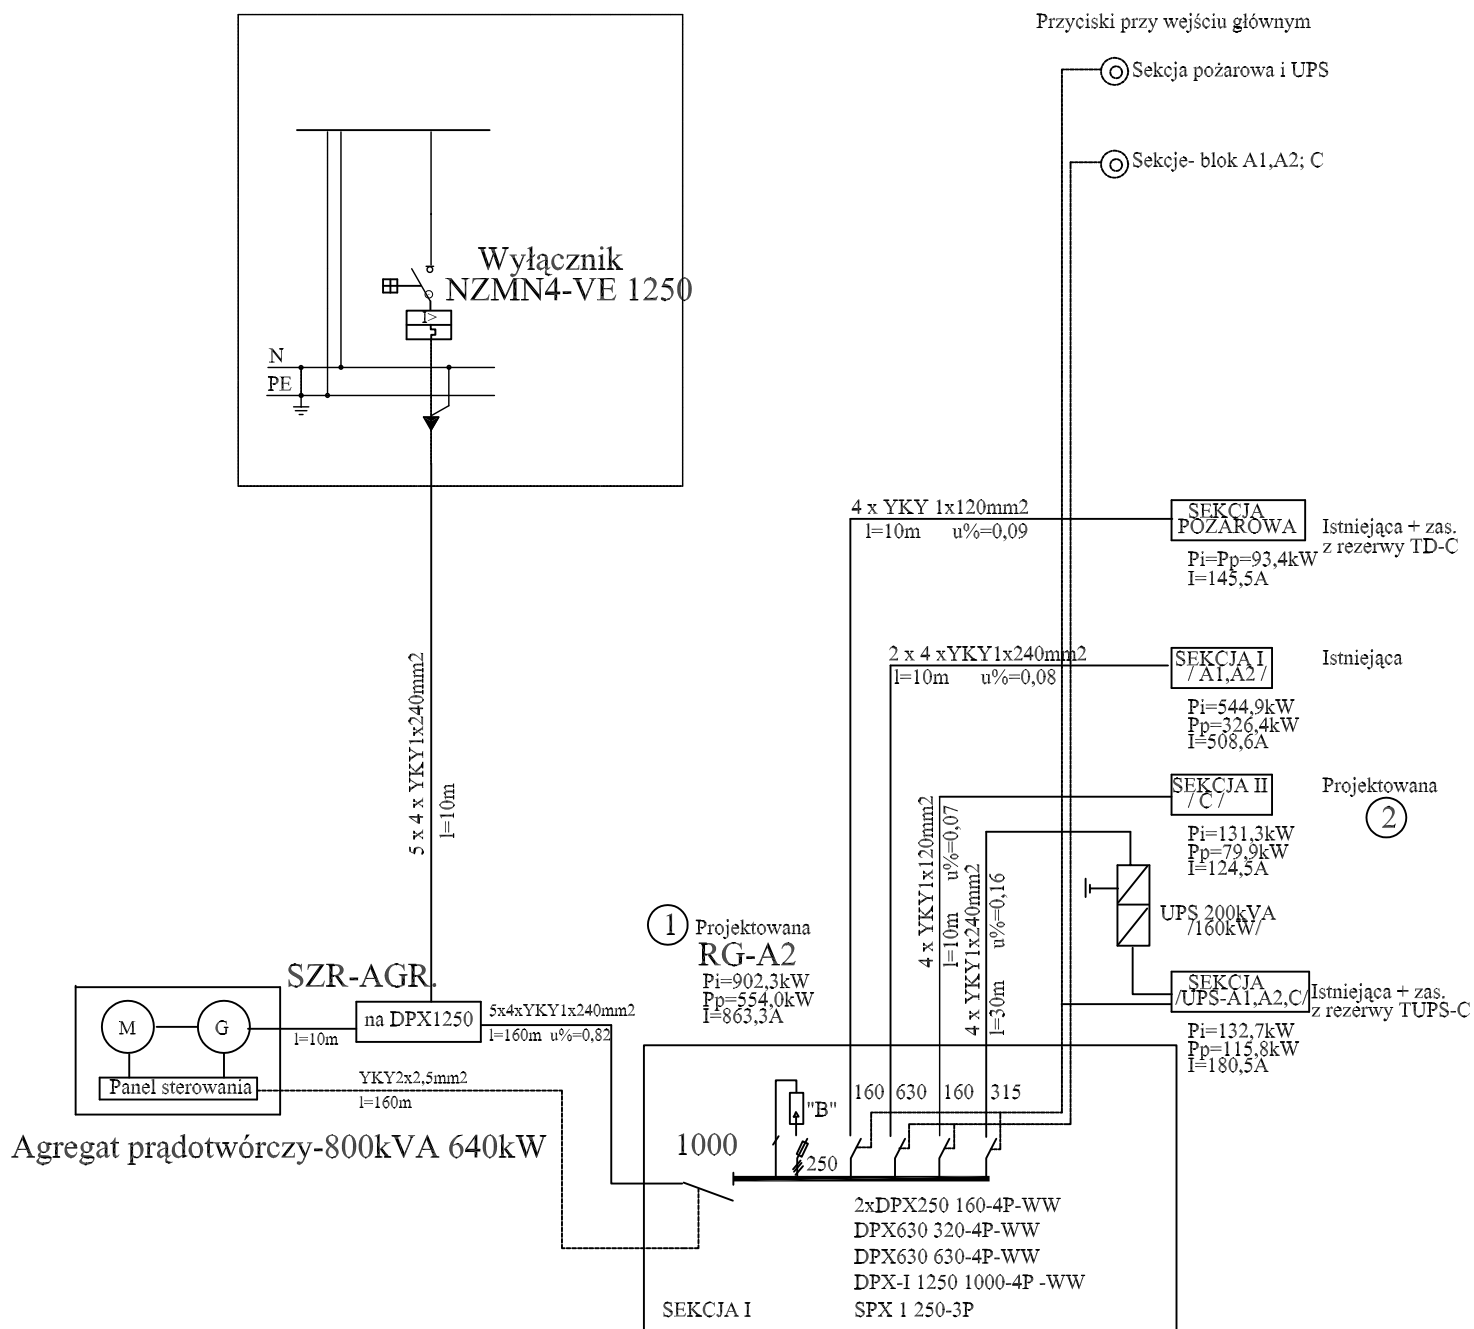 Przyciski przy wejściu głównym
Sekcja pożarowa i UPS
Sekcje- blok A1,A2; C
Wyłącznik
NZMN4-VE 1250
I>
N
PE
4 x YKY 1x120mm2
l=10m u%=0,09
SEKCJA
POŻAROWA
Pi=Pp=93,4kW
I=145,5A
Istniejąca + zas.
z rezerwy TD-C
2 x 4 xYKY1x240mm2
l=10m u%=0,08
SEKCJA I
/ A1,A2 /
Pi=544,9kW
Pp=326,4kW
I=508,6A
Istniejąca
5 x 4 x YKY1x240mm2
l=10m
SEKCJA II
/ C /
Pi=131,3kW
Pp=79,9kW
I=124,5A
Projektowana
2
4 x YKY1x120mm2
l=10m u%=0,07
4 x YKY1x240mm2
l=30m u%=0,16
UPS 200kVA
/160kW/
1
Projektowana
RG-A2
Pi=902,3kW
Pp=554,0kW
I=863,3A
SEKCJA
/UPS-A1,A2,C/
Pi=132,7kW
Pp=115,8kW
I=180,5A
Istniejąca + zas.
z rezerwy TUPS-C
SZR-AGR.
M
G
na DPX1250
l=10m
5x4xYKY1x240mm2
l=160m u%=0,82
Panel sterowania
YKY2x2,5mm2
l=160m
Agregat prądotwórczy-800kVA 640kW
1000
"B"
250
160
630
160
315
2xDPX250 160-4P-WW
DPX630 320-4P-WW
DPX630 630-4P-WW
DPX-I 1250 1000-4P -WW
SEKCJA I
SPX 1 250-3P